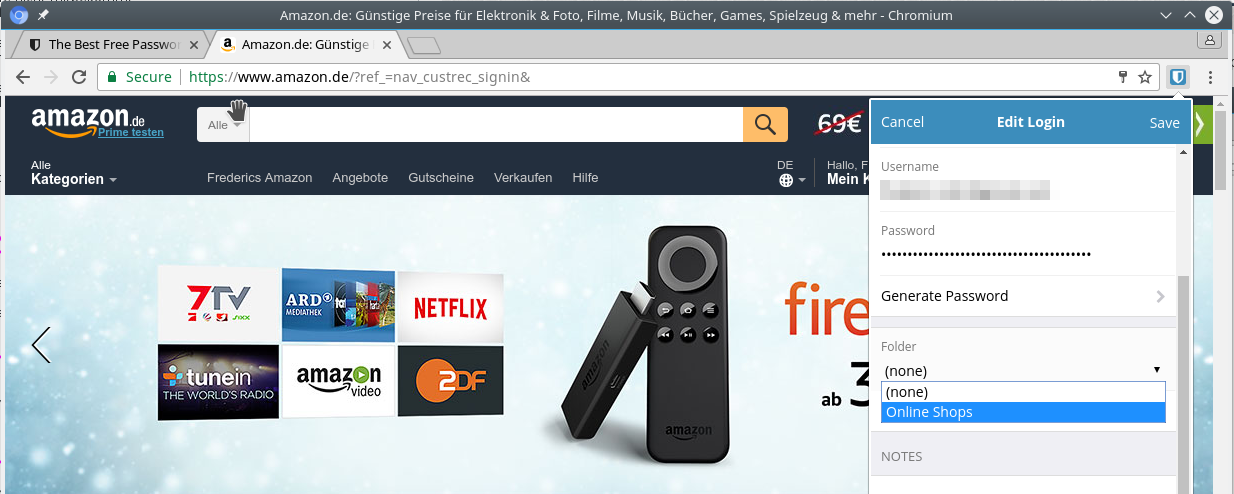 Amazon.de: Günstige Preise für Elektronik & Foto, Filme, Musik, Bücher, Games, Spielzeug & mehr - Chromium
The Best Free Passwo
Amazon.de: Günstige
Secure
https://www.amazon.de/?ref_=nav_custrec_signin&
amazon.de
Prime testen
Alle
69€
Alle
Kategorien
Frederics Amazon
Angebote
Gutscheine
Verkaufen
Hilfe
DE
Hallo, F
Mein K
7TV
SIXX
ARD
MEDIATHEK
NETFLIX
tunein
THE WORLD'S RADIO
amazon
video
ZDF
amazon
amazon
fire
ab 3
Cancel
Edit Login
Save
Username
Password
Generate Password
Folder
(none)
(none)
Online Shops
NOTES